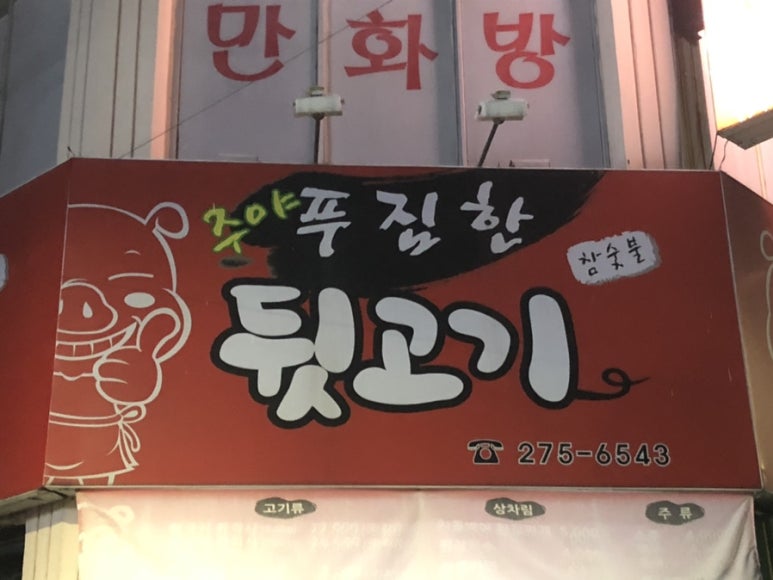 만화방
주야 푸짐한
참숯불
뒷고기
☎ 275-6543
고기류 상차림 주류